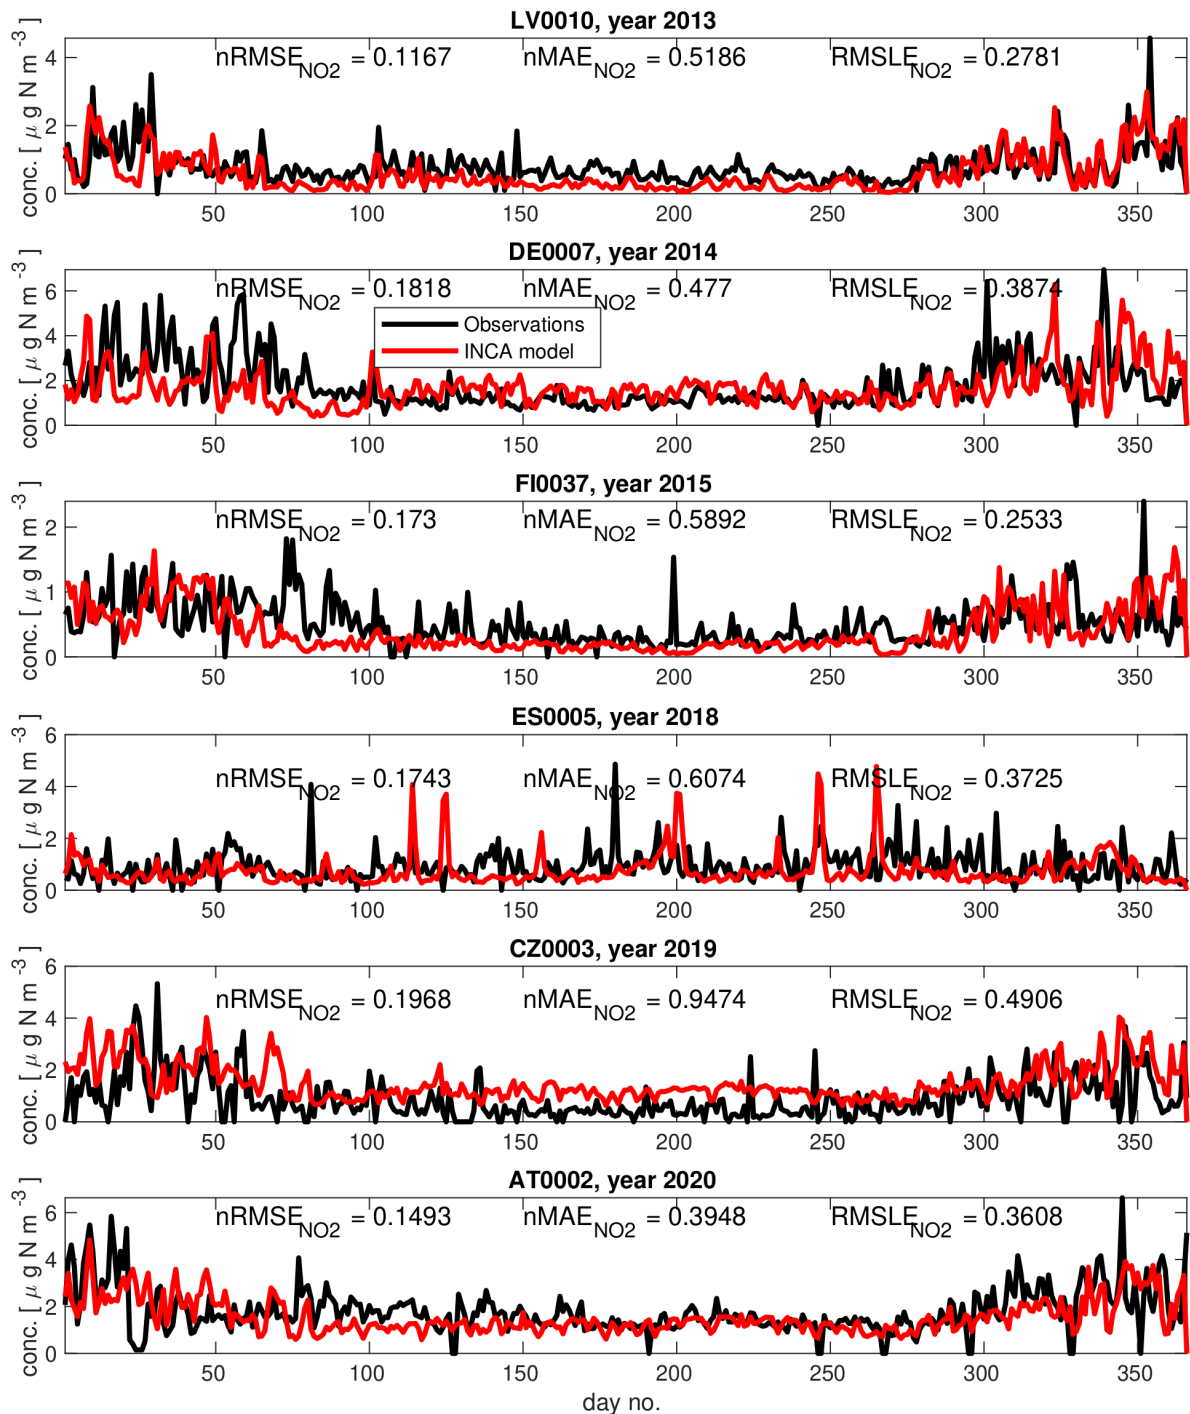 LV0010, year 2013
conc. [ μ g N m -3 ]
nRMSE NO2 = 0.1167 nMAE NO2 = 0.5186 RMSLE NO2 = 0.2781
4
2
0
50 100 150 200 250 300 350
DE0007, year 2014
conc. [ μ g N m -3 ]
nRMSE NO2 = 0.1818 nMAE NO2 = 0.477 RMSLE NO2 = 0.3874
Observations
INCA model
6
4
2
0
50 100 150 200 250 300 350
FI0037, year 2015
conc. [ μ g N m -3 ]
nRMSE NO2 = 0.173 nMAE NO2 = 0.5892 RMSLE NO2 = 0.2533
2
1
0
50 100 150 200 250 300 350
ES0005, year 2018
conc. [ μ g N m -3 ]
nRMSE NO2 = 0.1743 nMAE NO2 = 0.6074 RMSLE NO2 = 0.3725
6
4
2
0
50 100 150 200 250 300 350
CZ0003, year 2019
conc. [ μ g N m -3 ]
nRMSE NO2 = 0.1968 nMAE NO2 = 0.9474 RMSLE NO2 = 0.4906
6
4
2
0
50 100 150 200 250 300 350
AT0002, year 2020
conc. [ μ g N m -3 ]
nRMSE NO2 = 0.1493 nMAE NO2 = 0.3948 RMSLE NO2 = 0.3608
6
4
2
0
50 100 150 200 250 300 350
day no.